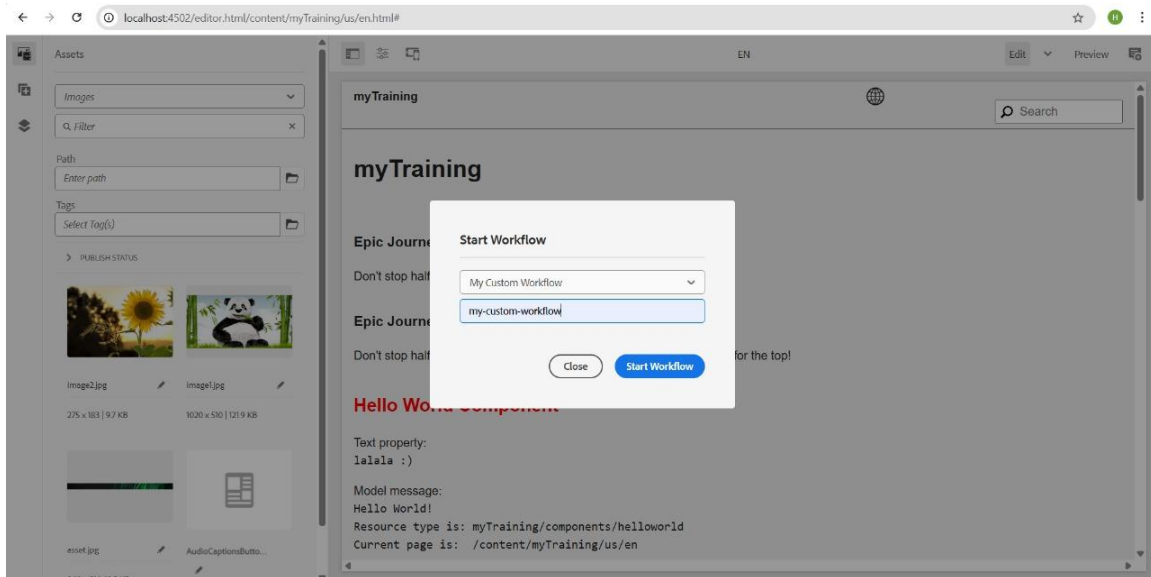 localhost:4502/editor.html/content/myTraining/us/en.html#
H
Assets
EN
Edit
Preview
Images
Filter
Path
Enter path
Tags
Select Tag(s)
PUBLISH STATUS
Image2.jpg
Image1.jpg
275 x 183 | 9.7 KB
1020 x 510 | 121.9 KB
asset.jpg
AudioCaptionsButto...
myTraining
Search
myTraining
Epic Journe
Don't stop half
Epic Journe
Don't stop half
for the top!
Hello World Component
Text property:
lalala :)
Model message:
Hello World!
Resource type is: myTraining/components/helloworld
Current page is: /content/myTraining/us/en
Start Workflow
My Custom Workflow
my-custom-workflow
Close
Start Workflow